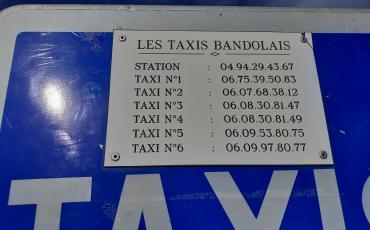 LES TAXIS BANDOLAIS
STATION : 04.94.29.43.67
TAXI N°1 : 06.75.39.50.83
TAXI N°2 : 06.07.68.38.12
TAXI N°3 : 06.08.30.81.47
TAXI N°4 : 06.08.30.81.49
TAXI N°5 : 06.09.53.80.75
TAXI N°6 : 06.09.97.80.77
TAXIS